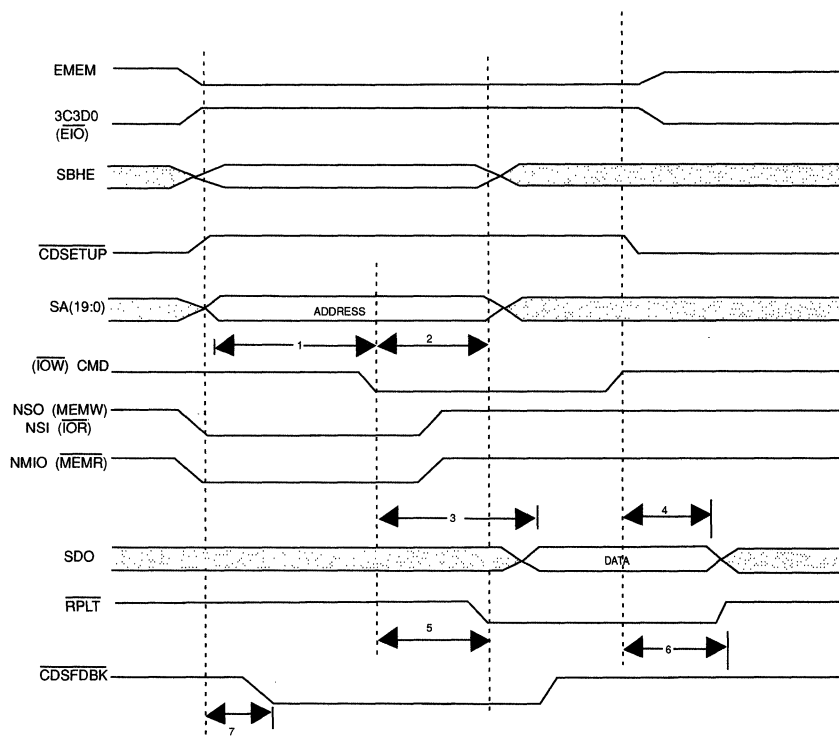 EMEM
3C3D0
(EIO)
SBHE
CDSETUP
SA(19:0)
ADDRESS
1
2
(IOW) CMD
NSO (MEMW)
NSI (IOR)
NMIO (MEMR)
3
4
SDO
DATA
RPLT
5
6
CDSFDBK
7